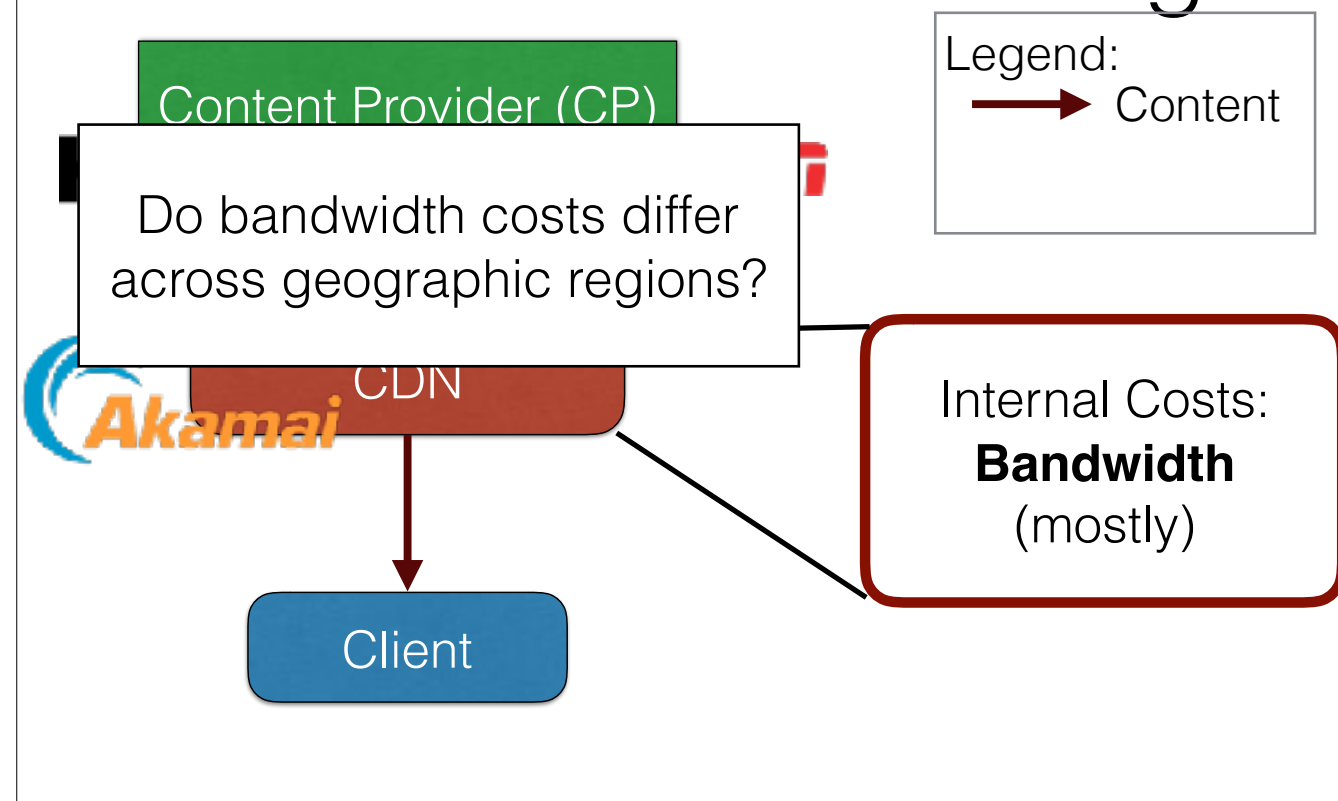 Legend:
Content
Content Provider (CP)
Do bandwidth costs differ
across geographic regions?
CDN
Akamai
Internal Costs:
Bandwidth
(mostly)
Client